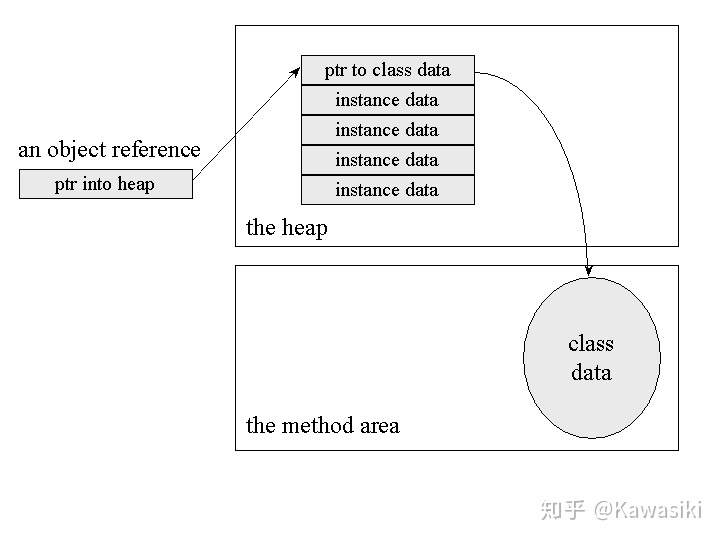 ptr to class data
instance data
an object reference
instance data
instance data
ptr into heap
instance data
the heap
class
data
the method area
知乎 @Kawasiki